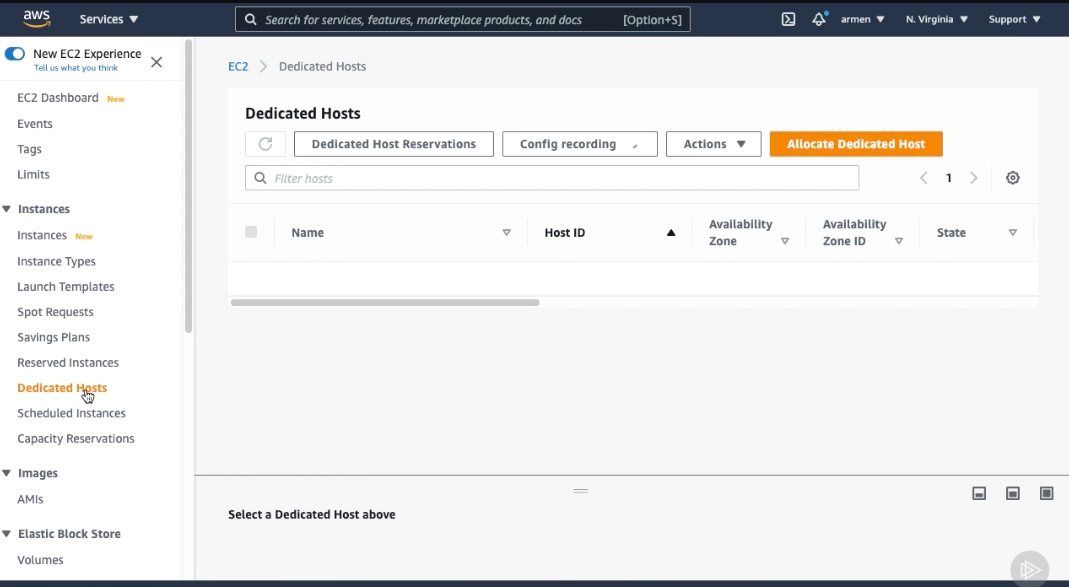 aws
Services
Search for services, features, marketplace products, and docs
[Option+S]
armen
N. Virginia
Support
New EC2 Experience
Tell us what you think
EC2 Dashboard New
Events
Tags
Limits
Instances
Instances New
Instance Types
Launch Templates
Spot Requests
Savings Plans
Reserved Instances
Dedicated Hosts
Scheduled Instances
Capacity Reservations
Images
AMIs
Elastic Block Store
Volumes
EC2 > Dedicated Hosts
Dedicated Hosts
Dedicated Host Reservations
Config recording
Actions
Allocate Dedicated Host
Filter hosts
1
Name
Host ID
Availability
Zone
Availability
Zone ID
State
Select a Dedicated Host above